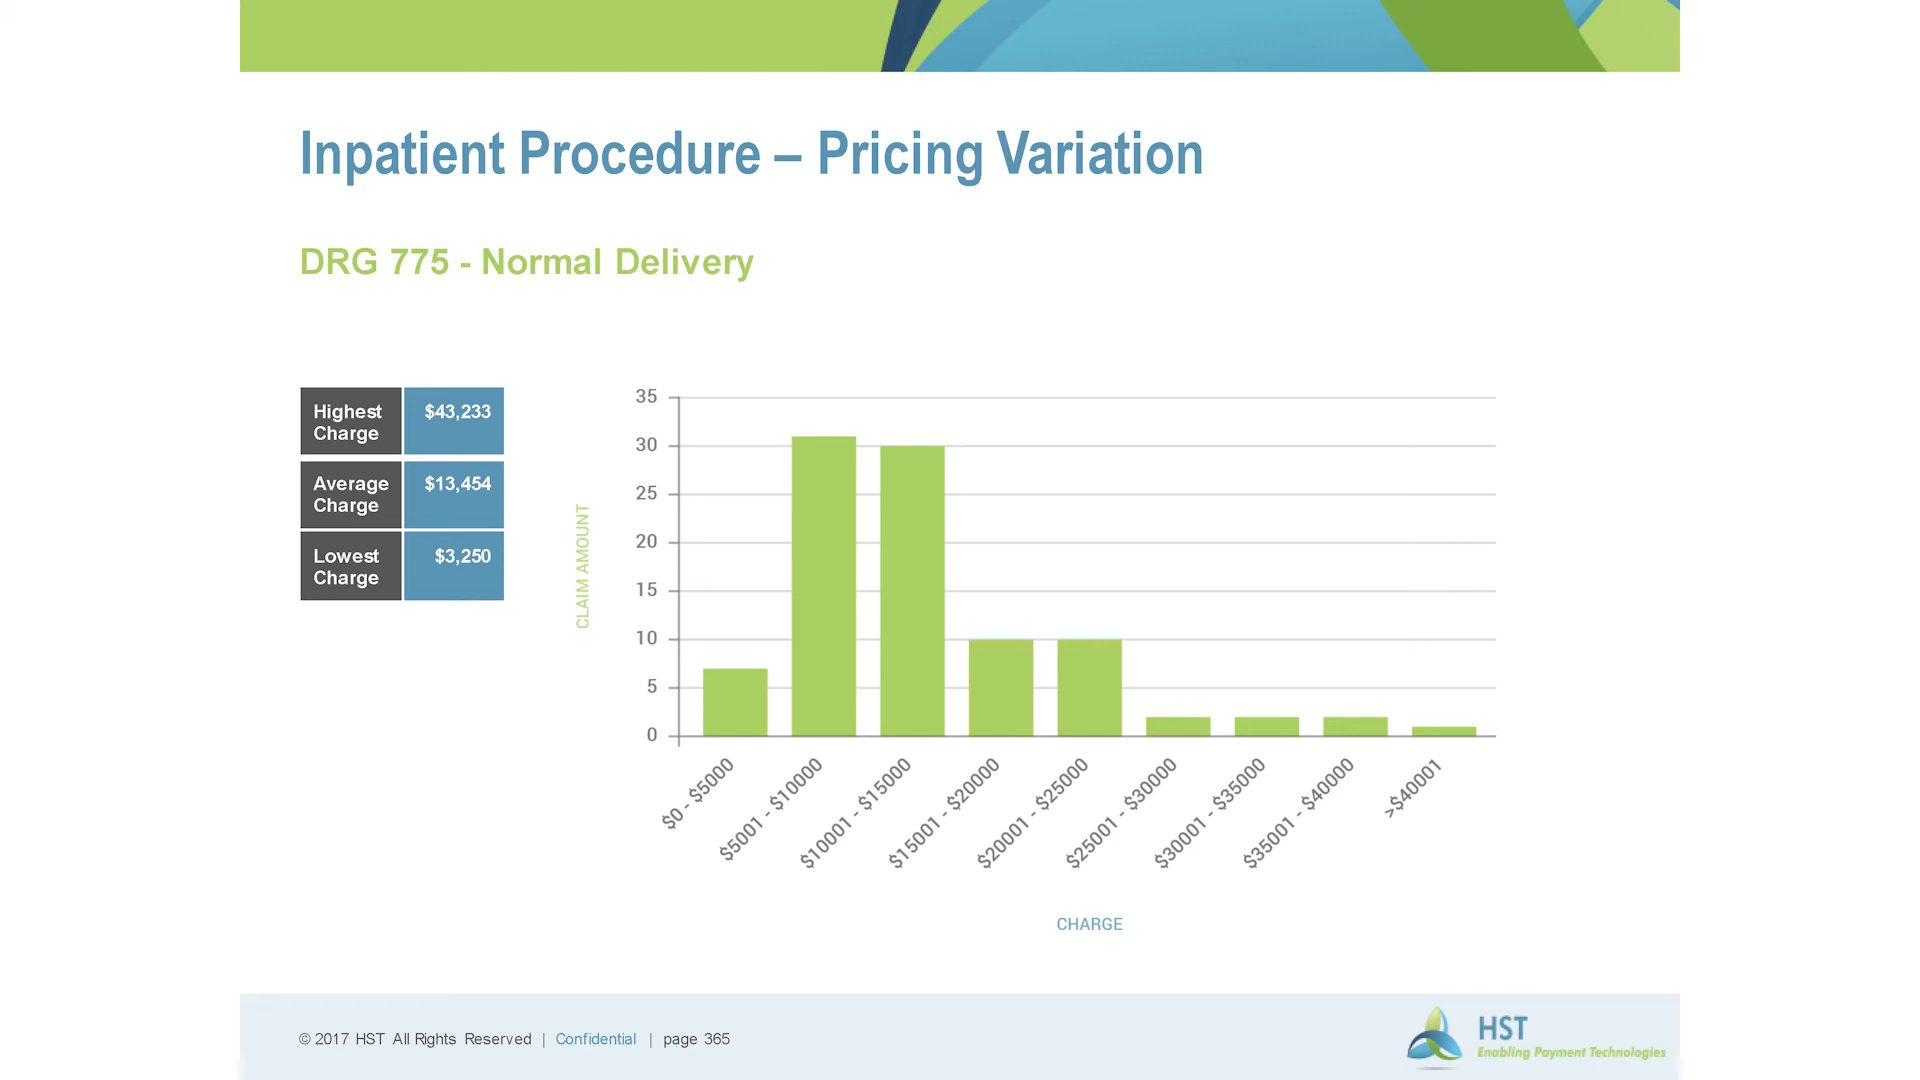 Inpatient Procedure – Pricing Variation
DRG 775 - Normal Delivery
Highest Charge $43,233
Average Charge $13,454
Lowest Charge $3,250
CLAIM AMOUNT
35
30
25
20
15
10
5
0
$0 - $5000
$5001 - $10000
$10001 - $15000
$15001 - $20000
$20001 - $25000
$25001 - $30000
$30001 - $35000
$35001 - $40000
>$40001
CHARGE
© 2017 HST All Rights Reserved | Confidential | page 365
HST
Enabling Payment Technologies